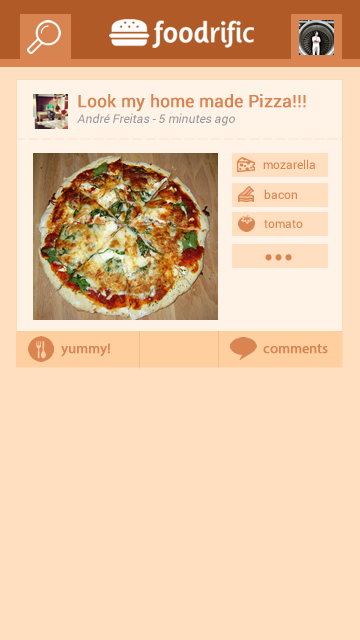 foodrific
Look my home made Pizza!!!
André Freitas - 5 minutes ago
mozarella
bacon
tomato
yummy!
comments